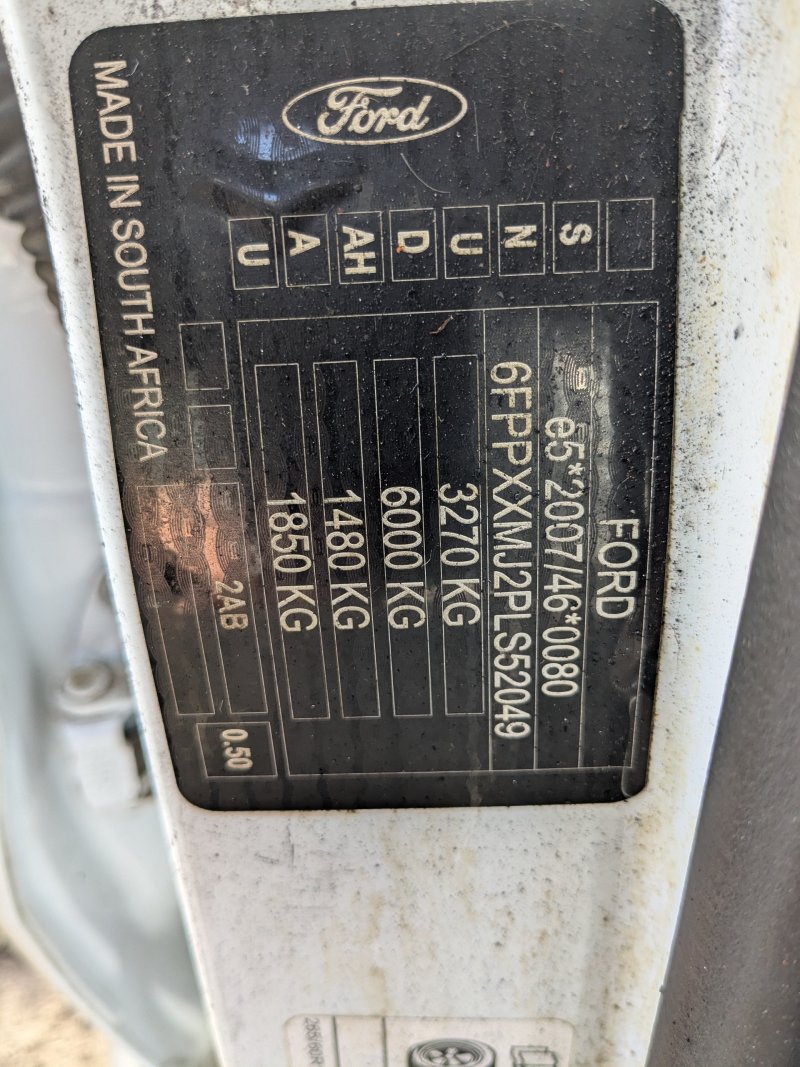 Ford
S
N
U
D
AH
A
U
FORD
e5*2007/46*0080
6FPPXXMJ2PLS52049
3270 KG
6000 KG
1480 KG
1850 KG
2AB 0.50
MADE IN SOUTH AFRICA